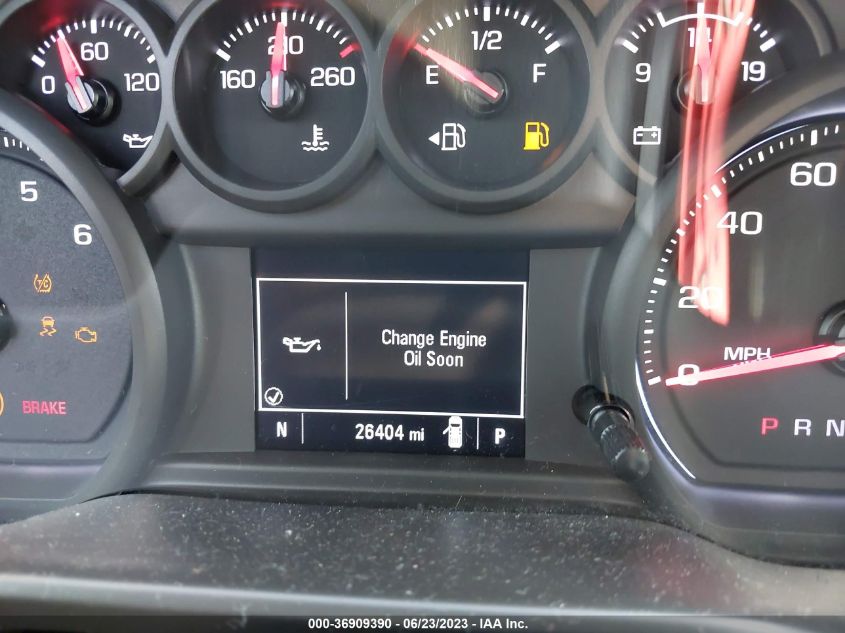 0 60 120
160 210 260
E 1/2 F
9 14 19
5
6
60
40
20
0
MPH
T/C
BRAKE
Change Engine
Oil Soon
N 26404 mi P
P R N
000-36909390 / 06/23/2023 - IAA Inc.